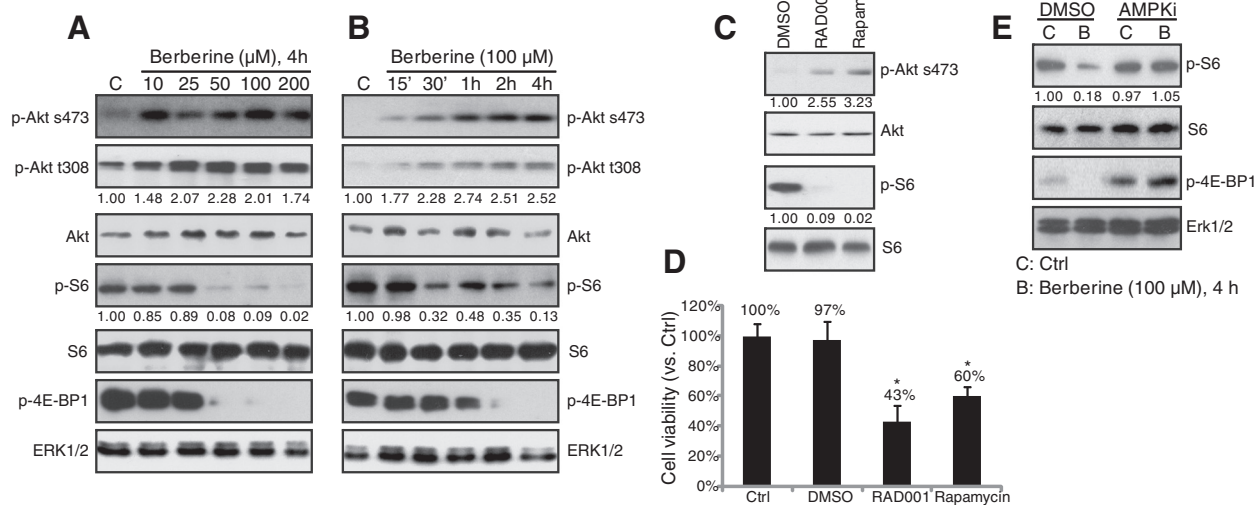 A
Berberine (µM), 4h
C 10 25 50 100 200
p-Akt s473
p-Akt t308
1.00 1.48 2.07 2.28 2.01 1.74
Akt
p-S6
1.00 0.85 0.89 0.08 0.09 0.02
S6
p-4E-BP1
ERK1/2
B
Berberine (100 µM)
C 15' 30' 1h 2h 4h
p-Akt s473
p-Akt t308
1.00 1.77 2.28 2.74 2.51 2.52
Akt
p-S6
1.00 0.98 0.32 0.48 0.35 0.13
S6
p-4E-BP1
ERK1/2
C
DMSO
p-Akt s473
1.00 2.55 3.23
Akt
p-S6
1.00 0.09 0.02
S6
D
Cell viability (vs. Ctrl)
120%
100%
80%
60%
40%
20%
0%
100%
97%
*
43%
*
60%
Ctrl DMSO RAD001 Rapamycin
E
DMSO AMPKi
C B C B
p-S6
1.00 0.18 0.97 1.05
S6
p-4E-BP1
Erk1/2
C: Ctrl
B: Berberine (100 µM), 4 h